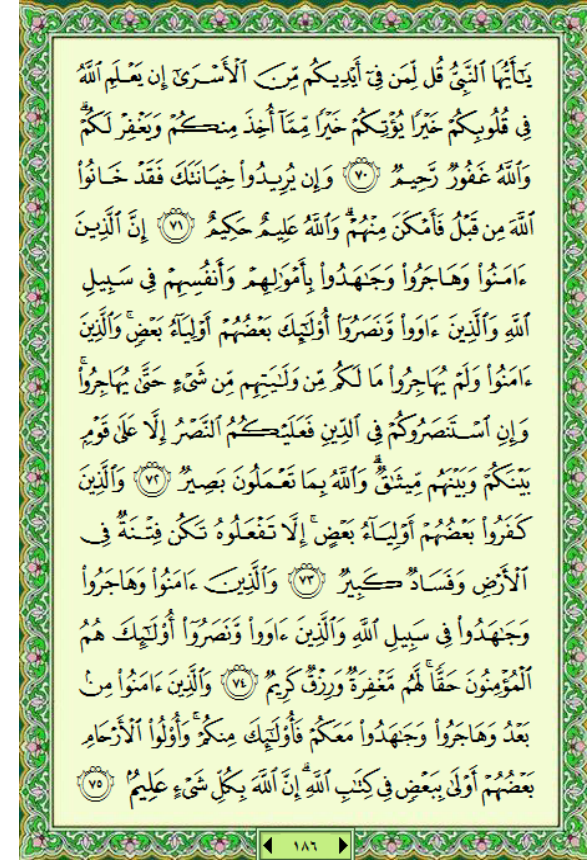 يَٰٓأَيُّهَا ٱلنَّبِىُّ قُل لِّمَن فِىٓ أَيْدِيكُم مِّنَ ٱلْأَسْرَىٰٓ إِن يَعْلَمِ ٱللَّهُ
فِى قُلُوبِكُمْ خَيْرًا يُؤْتِكُمْ خَيْرًا مِّمَّآ أُخِذَ مِنكُمْ وَيَغْفِرْ لَكُمْ ۗ
وَٱللَّهُ غَفُورٌ رَّحِيمٌ ﴿٧٠﴾ وَإِن يُرِيدُوا۟ خِيَانَتَكَ فَقَدْ خَانُوا۟
ٱللَّهَ مِن قَبْلُ فَأَمْكَنَ مِنْهُمْ ۗ وَٱللَّهُ عَلِيمٌ حَكِيمٌ ﴿٧١﴾ إِنَّ ٱلَّذِينَ
ءَامَنُوا۟ وَهَاجَرُوا۟ وَجَٰهَدُوا۟ بِأَمْوَٰلِهِمْ وَأَنفُسِهِمْ فِى سَبِيلِ
ٱللَّهِ وَٱلَّذِينَ ءَاوَوا۟ وَّنَصَرُوٓا۟ أُو۟لَٰٓئِكَ بَعْضُهُمْ أَوْلِيَآءُ بَعْضٍ ۚ وَٱلَّذِينَ
ءَامَنُوا۟ وَلَمْ يُهَاجِرُوا۟ مَا لَكُم مِّن وَلَٰيَتِهِم مِّن شَىْءٍ حَتَّىٰ يُهَاجِرُوا۟ ۚ
وَإِنِ ٱسْتَنصَرُوكُمْ فِى ٱلدِّينِ فَعَلَيْكُمُ ٱلنَّصْرُ إِلَّا عَلَىٰ قَوْمٍۭ
بَيْنَكُمْ وَبَيْنَهُم مِّيثَٰقٌ ۗ وَٱللَّهُ بِمَا تَعْمَلُونَ بَصِيرٌ ﴿٧٢﴾ وَٱلَّذِينَ
كَفَرُوا۟ بَعْضُهُمْ أَوْلِيَآءُ بَعْضٍ ۚ إِلَّا تَفْعَلُوهُ تَكُن فِتْنَةٌ فِى
ٱلْأَرْضِ وَفَسَادٌ كَبِيرٌ ﴿٧٣﴾ وَٱلَّذِينَ ءَامَنُوا۟ وَهَاجَرُوا۟
وَجَٰهَدُوا۟ فِى سَبِيلِ ٱللَّهِ وَٱلَّذِينَ ءَاوَوا۟ وَّنَصَرُوٓا۟ أُو۟لَٰٓئِكَ هُمُ
ٱلْمُؤْمِنُونَ حَقًّا ۚ لَّهُم مَّغْفِرَةٌ وَرِزْقٌ كَرِيمٌ ﴿٧٤﴾ وَٱلَّذِينَ ءَامَنُوا۟ مِنۢ
بَعْدُ وَهَاجَرُوا۟ وَجَٰهَدُوا۟ مَعَكُمْ فَأُو۟لَٰٓئِكَ مِنكُمْ ۚ وَأُو۟لُوا۟ ٱلْأَرْحَامِ
بَعْضُهُمْ أَوْلَىٰ بِبَعْضٍ فِى كِتَٰبِ ٱللَّهِ ۗ إِنَّ ٱللَّهَ بِكُلِّ شَىْءٍ عَلِيمٌۢ ﴿٧٥﴾
١٨٦